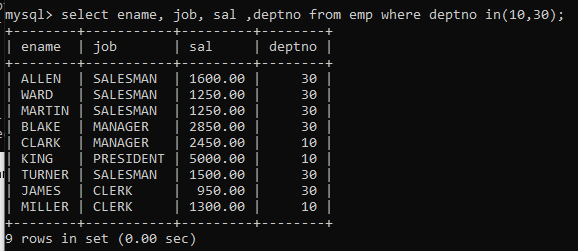 mysql> select ename, job, sal ,deptno from emp where deptno in(10,30);
+--------+-----------+---------+--------+
| ename  | job       | sal     | deptno |
+--------+-----------+---------+--------+
| ALLEN  | SALESMAN  | 1600.00 |     30 |
| WARD   | SALESMAN  | 1250.00 |     30 |
| MARTIN | SALESMAN  | 1250.00 |     30 |
| BLAKE  | MANAGER   | 2850.00 |     30 |
| CLARK  | MANAGER   | 2450.00 |     10 |
| KING   | PRESIDENT | 5000.00 |     10 |
| TURNER | SALESMAN  | 1500.00 |     30 |
| JAMES  | CLERK     |  950.00 |     30 |
| MILLER | CLERK     | 1300.00 |     10 |
+--------+-----------+---------+--------+
9 rows in set (0.00 sec)